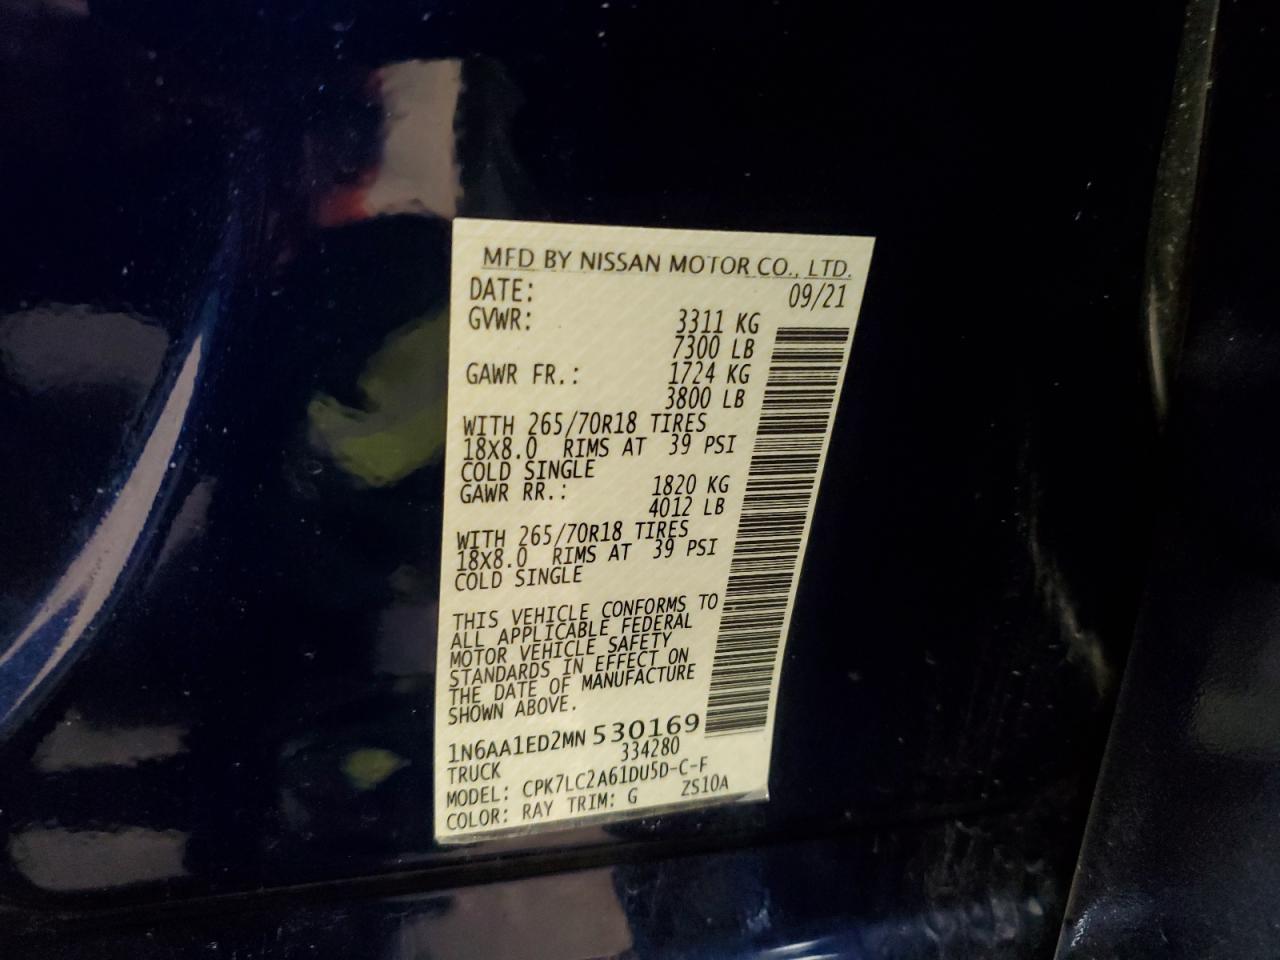 MFD BY NISSAN MOTOR CO., LTD.
DATE: 09/21
GVWR: 3311 KG
7300 LB
GAWR FR.: 1724 KG
3800 LB
WITH 265/70R18 TIRES
18X8.0 RIMS AT 39 PSI
COLD SINGLE
GAWR RR.: 1820 KG
4012 LB
WITH 265/70R18 TIRES
18X8.0 RIMS AT 39 PSI
COLD SINGLE
THIS VEHICLE CONFORMS TO
ALL APPLICABLE FEDERAL
MOTOR VEHICLE SAFETY
STANDARDS IN EFFECT ON
THE DATE OF MANUFACTURE
SHOWN ABOVE.
1N6AA1ED2MN 530169
TRUCK 334280
MODEL: CPK7LC2A61DU5D-C-F
COLOR: RAY TRIM: G ZS10A